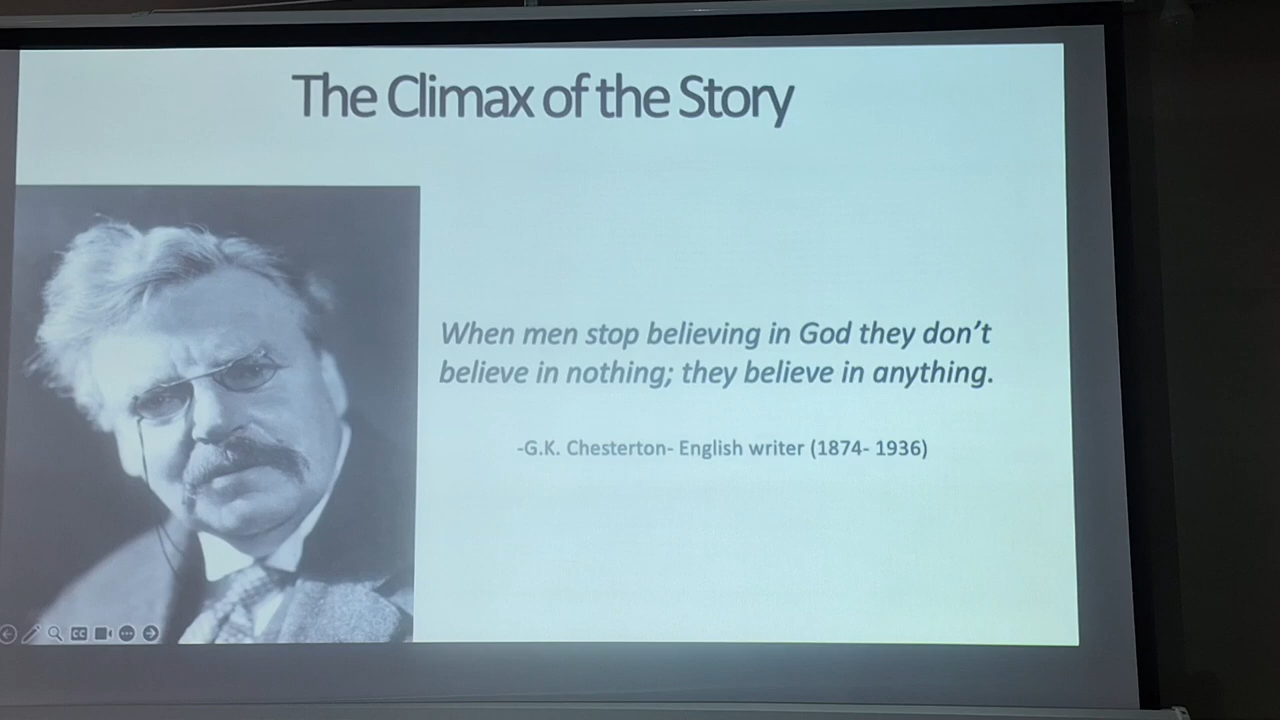 The Climax of the Story
When men stop believing in God they don't
believe in nothing; they believe in anything.
-G.K. Chesterton- English writer (1874- 1936)
CC